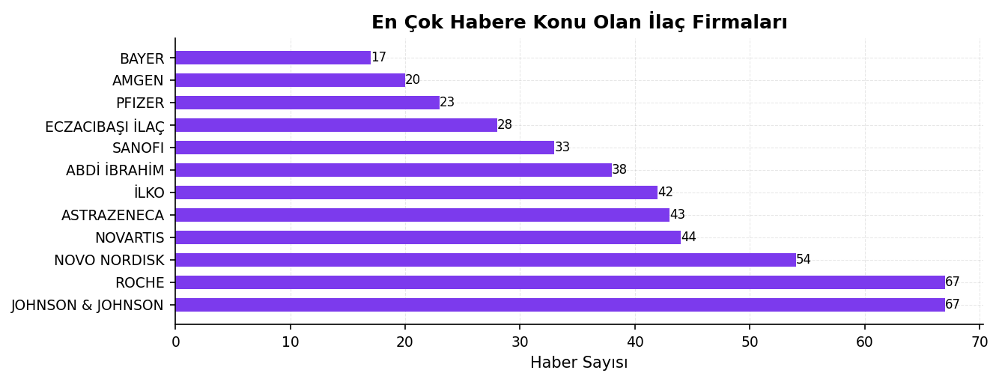 En Çok Habere Konu Olan İlaç Firmaları
BAYER 17
AMGEN 20
PFIZER 23
ECZACIBAŞI İLAÇ 28
SANOFI 33
ABDİ İBRAHİM 38
İLKO 42
ASTRAZENECA 43
NOVARTIS 44
NOVO NORDISK 54
ROCHE 67
JOHNSON & JOHNSON 67
0 10 20 30 40 50 60 70
Haber Sayısı